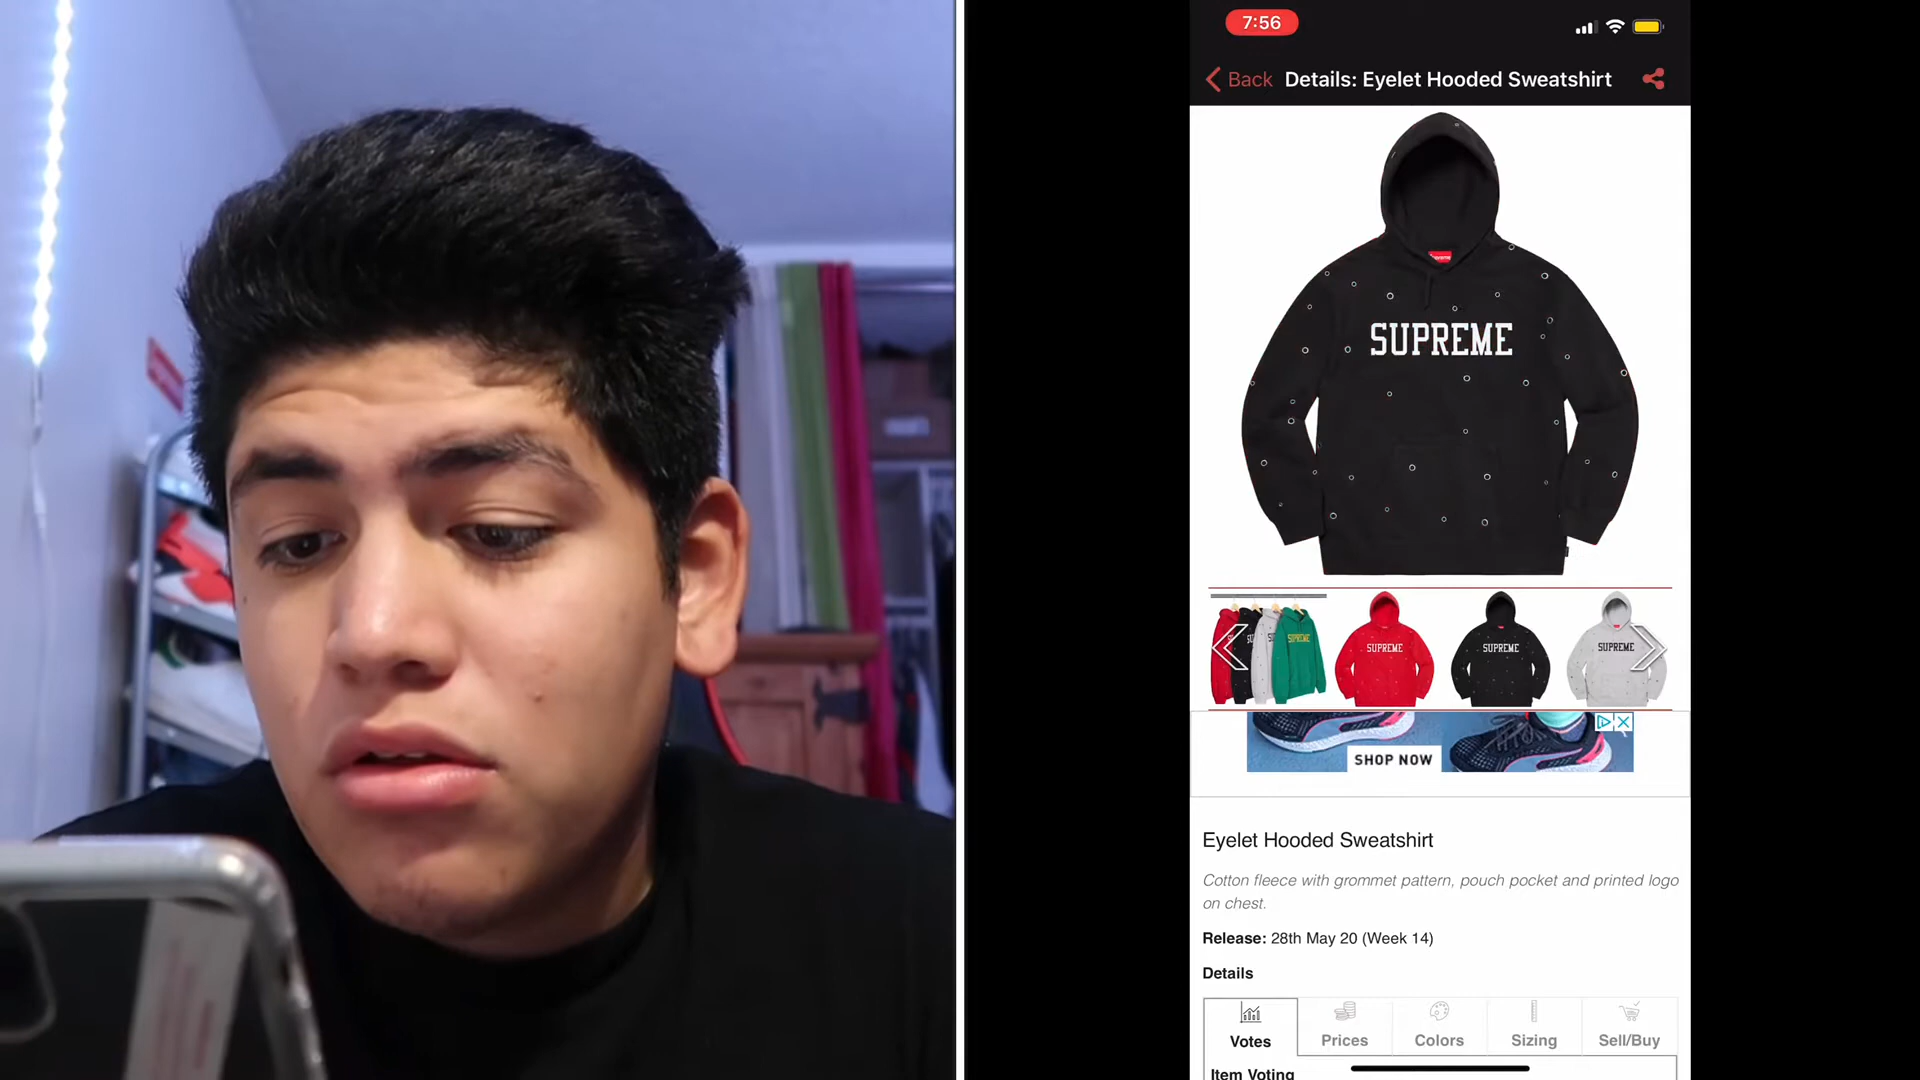 7:56
Back
Details: Eyelet Hooded Sweatshirt
Supreme
SUPREME
SUPREME
SUPREME
SUPREME
SUPREME
SHOP NOW
Eyelet Hooded Sweatshirt
Cotton fleece with grommet pattern, pouch pocket and printed logo
on chest.
Release: 28th May 20 (Week 14)
Details
Votes
Prices
Colors
Sizing
Sell/Buy
Item Voting